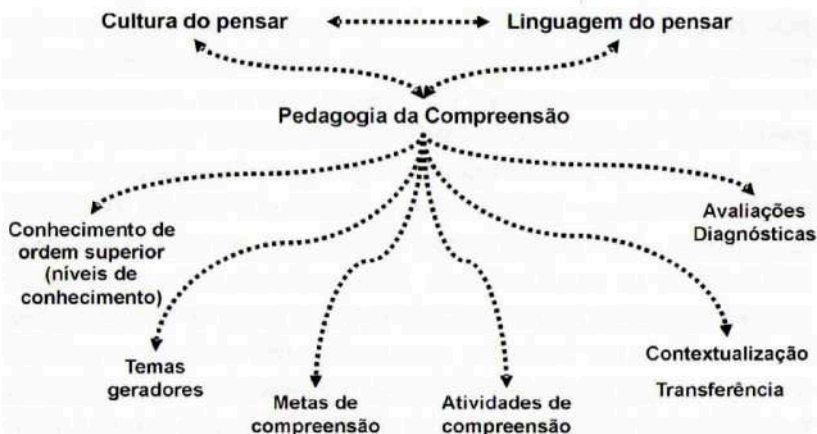 Cultura do pensar
Linguagem do pensar
Pedagogia da Compreensão
Conhecimento de
ordem superior
(níveis de
conhecimento)
Temas
geradores
Metas de
compreensão
Atividades de
compreensão
Contextualização
Transferência
Avaliações
Diagnósticas